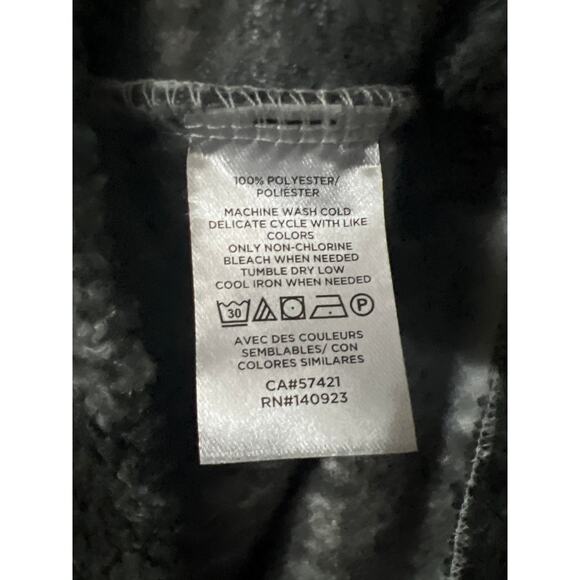 100% POLYESTER/
POLIÉSTER
MACHINE WASH COLD
DELICATE CYCLE WITH LIKE
COLORS
ONLY NON-CHLORINE
BLEACH WHEN NEEDED
TUMBLE DRY LOW
COOL IRON WHEN NEEDED
30 P
AVEC DES COULEURS
SEMBLABLES/ CON
COLORES SIMILARES
CA#57421
RN#140923